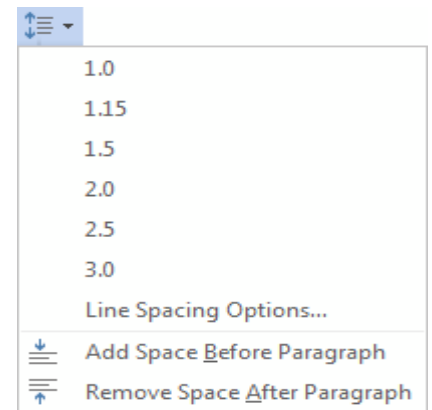 1.0
1.15
1.5
2.0
2.5
3.0
Line Spacing Options...
Add Space Before Paragraph
Remove Space After Paragraph